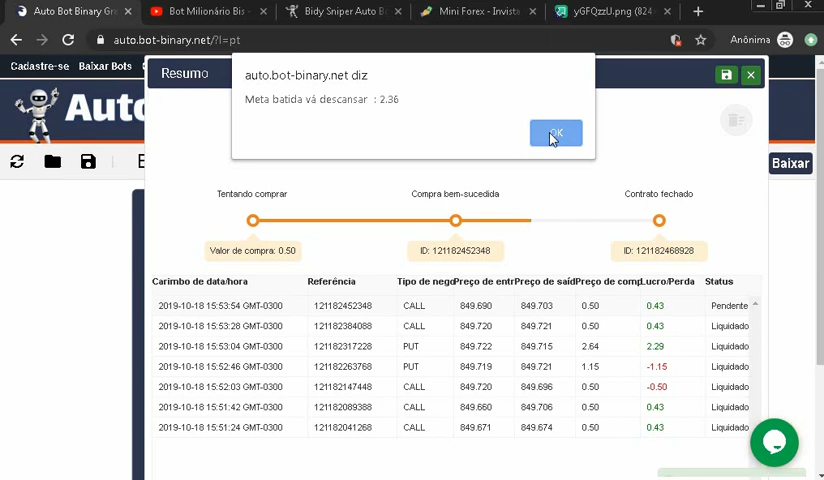 Auto Bot Binary Gr
Bot Milionário Bis -
Bidy Sniper Auto B
Mini Forex - Invista
yGFQzzU.png (824
auto.bot-binary.net/?l=pt
Anônima
Cadastre-se Baixar Bots
Auto
Resumo
auto.bot-binary.net diz
Meta batida vá descansar : 2.36
OK
Baixar
Tentando comprar
Compra bem-sucedida
Contrato fechado
Valor de compra: 0.50
ID: 121182452348
ID: 121182468928
Carimbo de data/hora Referência Tipo de nego Preço de entr Preço de saíd Preço de comp Lucro/Perda Status
2019-10-18 15:53:54 GMT-0300 121182452348 CALL 849.690 849.703 0.50 0.43 Pendente
2019-10-18 15:53:28 GMT-0300 121182384088 CALL 849.720 849.721 0.50 0.43 Liquidado
2019-10-18 15:53:04 GMT-0300 121182317228 PUT 849.722 849.715 2.64 2.29 Liquidado
2019-10-18 15:52:46 GMT-0300 121182263768 PUT 849.719 849.721 1.15 -1.15 Liquidado
2019-10-18 15:52:03 GMT-0300 121182147448 CALL 849.720 849.696 0.50 -0.50 Liquidado
2019-10-18 15:51:42 GMT-0300 121182089388 CALL 849.660 849.706 0.50 0.43 Liquidado
2019-10-18 15:51:24 GMT-0300 121182041268 CALL 849.671 849.674 0.50 0.43 Liquidado